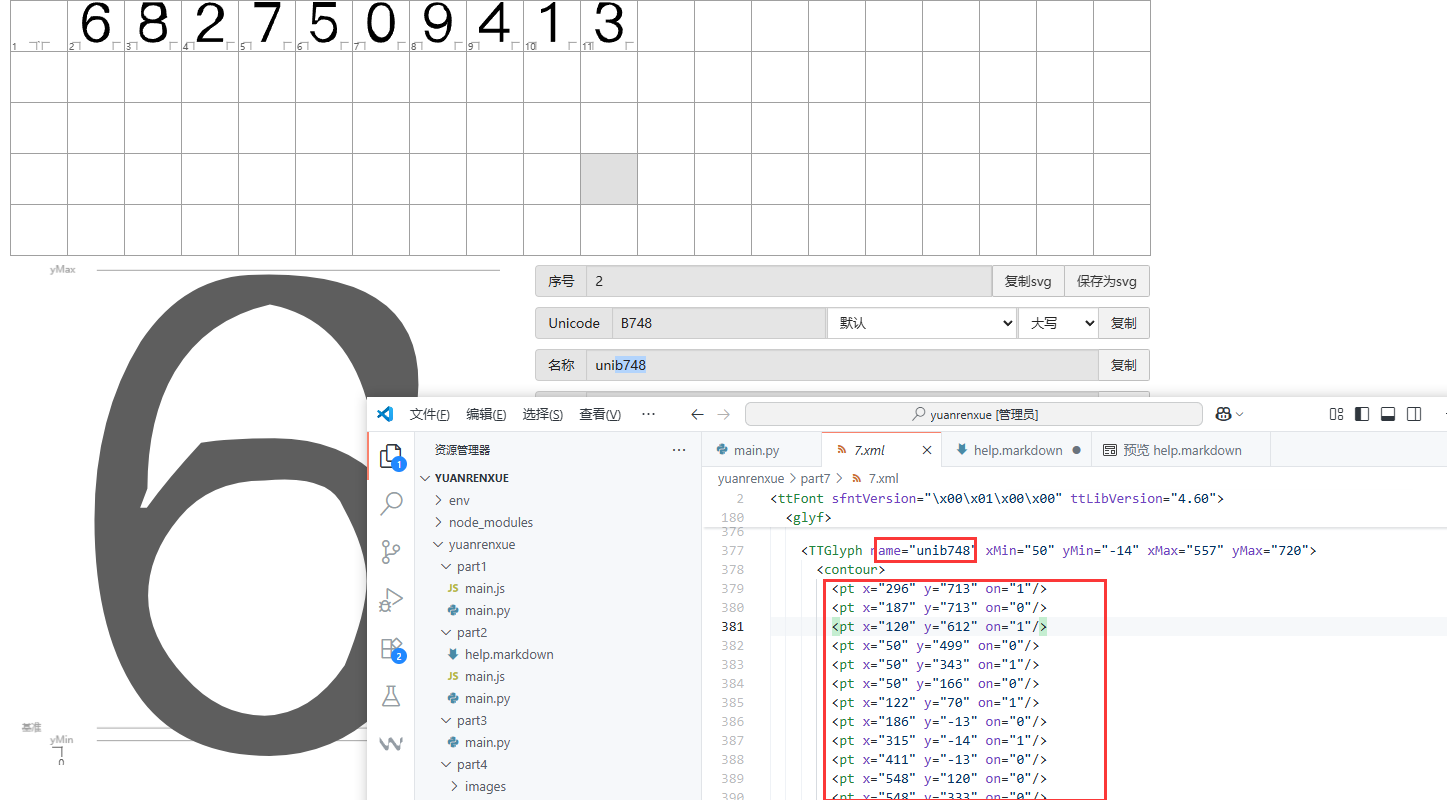 6 8 2 7 5 0 9 4 1 3
1 2 3 4 5 6 7 8 9 10 11
yMax
序号 2 复制svg 保存为svg
Unicode B748 默认 大写 复制
名称 unib748 复制
6
基准
yMin
0
文件(F) 编辑(E) 选择(S) 查看(V) ··· ← → yuanrenxue [管理员]
资源管理器 ···
main.py 7.xml × help.markdown ● 预览 help.markdown
1
2
YUANRENXUE
env
node_modules
yuanrenxue
part1
JS main.js
main.py
part2
help.markdown
JS main.js
main.py
part3
main.py
part4
images
yuanrenxue > part7 > 7.xml
2 <ttFont sfntVersion="\x00\x01\x00\x00" ttLibVersion="4.60">
180 <glyf>
376
377 <TTGlyph name="unib748" xMin="50" yMin="-14" xMax="557" yMax="720">
378 <contour>
379 <pt x="296" y="713" on="1"/>
380 <pt x="187" y="713" on="0"/>
381 <pt x="120" y="612" on="1"/>
382 <pt x="50" y="499" on="0"/>
383 <pt x="50" y="343" on="1"/>
384 <pt x="50" y="166" on="0"/>
385 <pt x="122" y="70" on="1"/>
386 <pt x="186" y="-13" on="0"/>
387 <pt x="315" y="-14" on="1"/>
388 <pt x="411" y="-13" on="0"/>
389 <pt x="548" y="120" on="0"/>
390 <pt x="548" y="333" on="0"/>